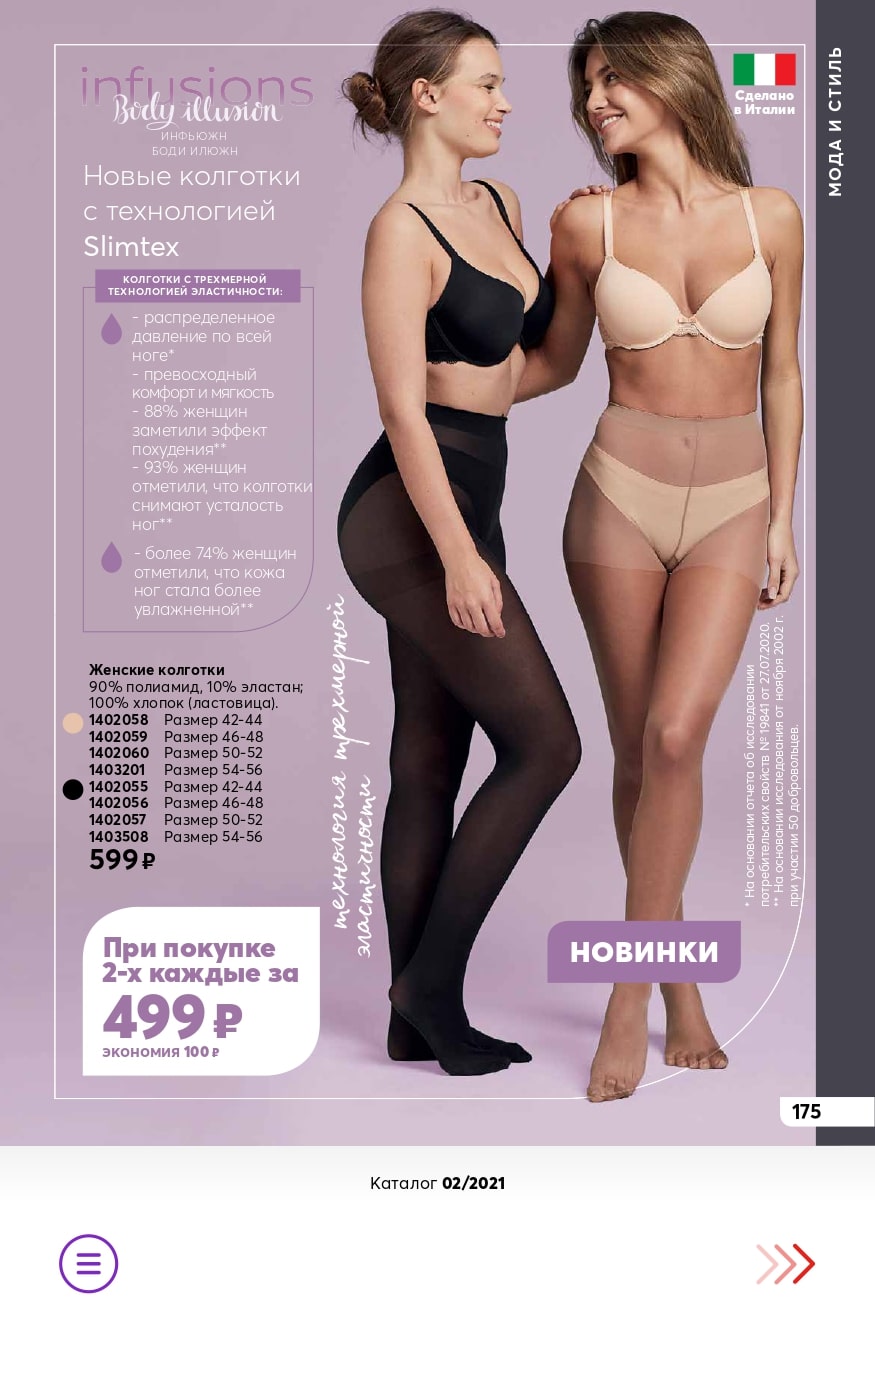 infusions
Body illusion
ИНФЬЮЖН
БОДИ ИЛЮЖН
Новые колготки
с технологией
Slimtex
КОЛГОТКИ С ТРЕХМЕРНОЙ
ТЕХНОЛОГИЕЙ ЭЛАСТИЧНОСТИ:
- распределенное
давление по всей
ноге*
- превосходный
комфорт и мягкость
- 88% женщин
заметили эффект
похудения**
- 93% женщин
отметили, что колготки
снимают усталость
ног**
- более 74% женщин
отметили, что кожа
ног стала более
увлажненной**
Женские колготки
90% полиамид, 10% эластан;
100% хлопок (ластовица).
1402058 Размер 42-44
1402059 Размер 46-48
1402060 Размер 50-52
1403201 Размер 54-56
1402055 Размер 42-44
1402056 Размер 46-48
1402057 Размер 50-52
1403508 Размер 54-56
599 ₽
При покупке
2-х каждые за
499 ₽
ЭКОНОМИЯ 100 ₽
технология трехмерной
эластичности
Сделано
в Италии
МОДА И СТИЛЬ
* На основании отчета об исследовании
потребительских свойств № 19841 от 27.07.2020.
** На основании исследования от ноября 2002 г.
при участии 50 добровольцев.
НОВИНКИ
175
Каталог 02/2021